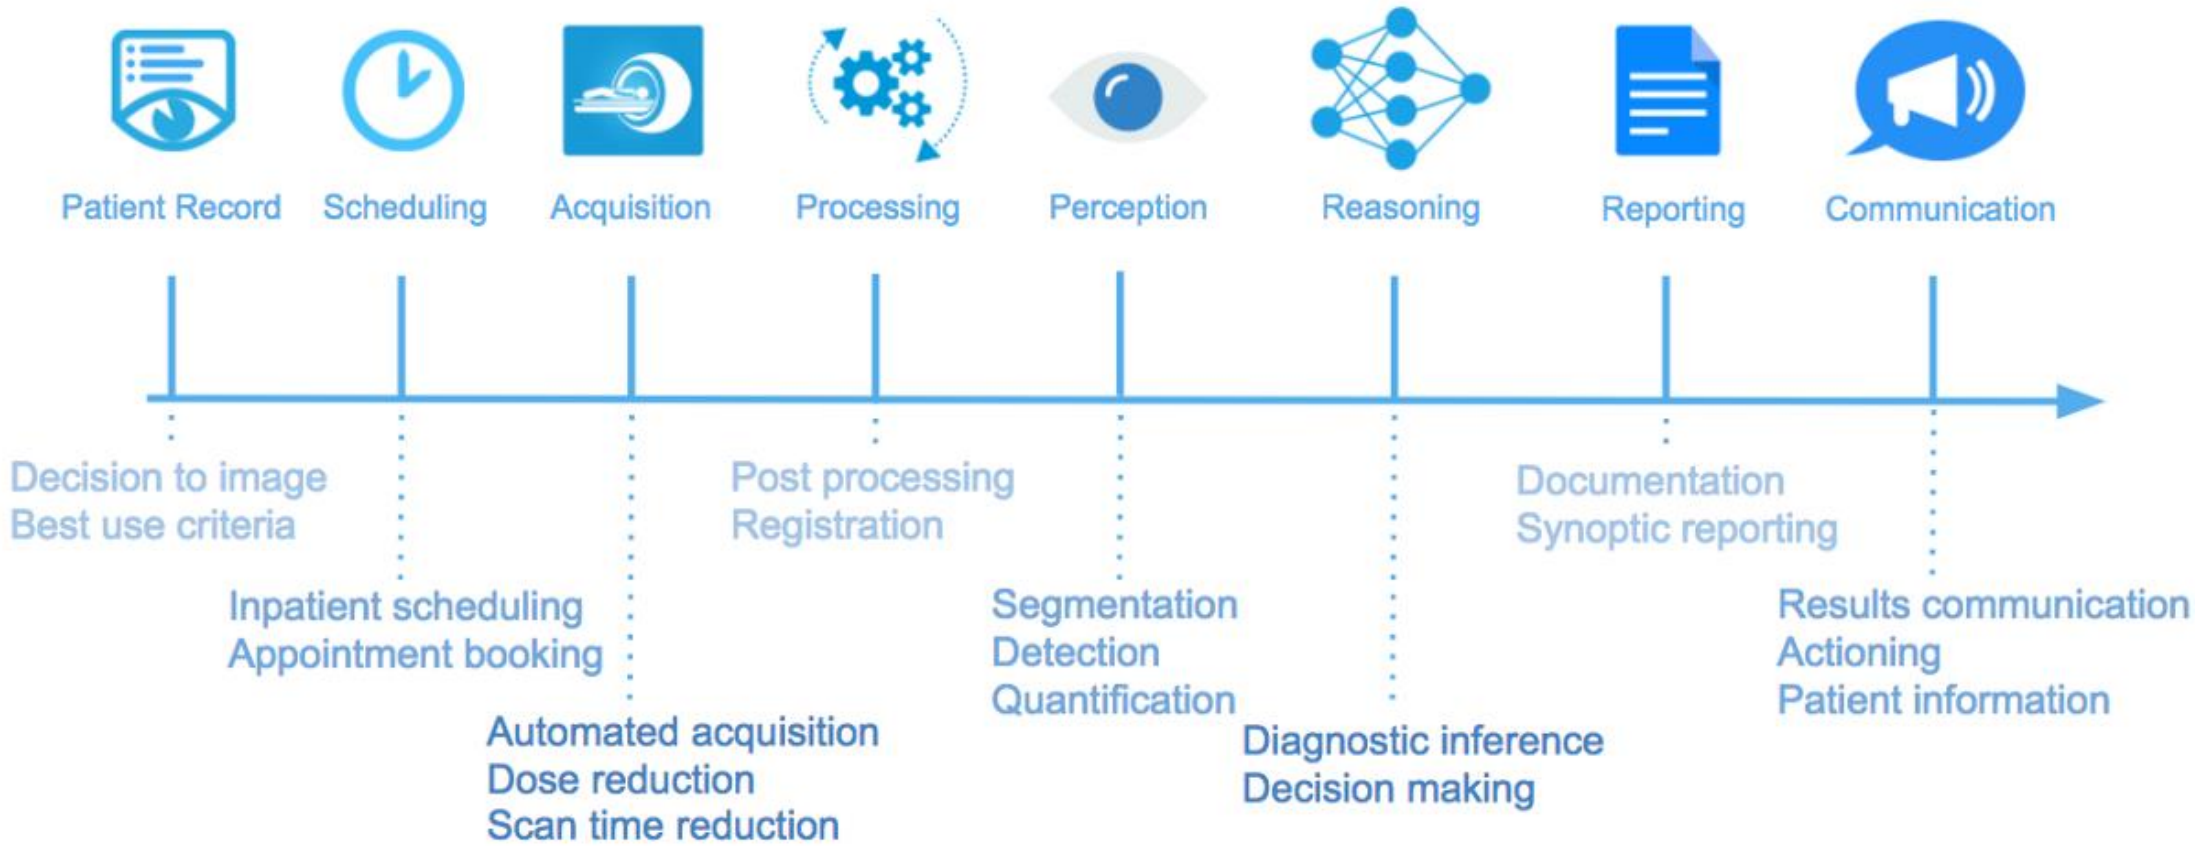 Patient Record
Scheduling
Acquisition
Processing
Perception
Reasoning
Reporting
Communication
Decision to image
Best use criteria
Inpatient scheduling
Appointment booking
Automated acquisition
Dose reduction
Scan time reduction
Post processing
Registration
Segmentation
Detection
Quantification
Diagnostic inference
Decision making
Documentation
Synoptic reporting
Results communication
Actioning
Patient information